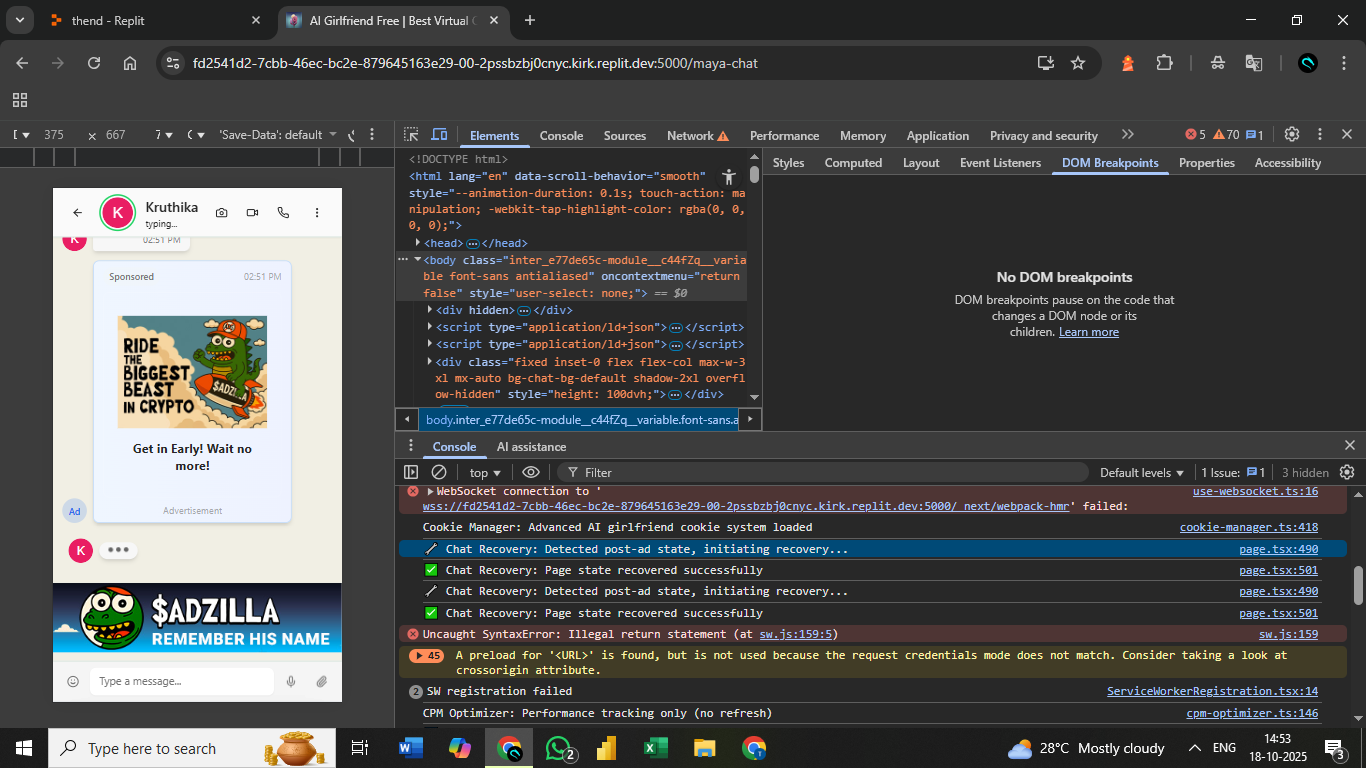 thend - Replit
AI Girlfriend Free | Best Virtual
fd2541d2-7cbb-46ec-bc2e-879645163e29-00-2pssbzbj0cnyc.kirk.replit.dev:5000/maya-chat
375 × 667
'Save-Data': default
Elements Console Sources Network Performance Memory Application Privacy and security
5 70 1
<!DOCTYPE html>
<html lang="en" data-scroll-behavior="smooth"
style="--animation-duration: 0.1s; touch-action: ma
nipulation; -webkit-tap-highlight-color: rgba(0, 0,
0, 0);">
<head> </head>
<body class="inter_e77de65c-module__c44fZq__varia
ble font-sans antialiased" oncontextmenu="return
false" style="user-select: none;"> == $0
<div hidden> </div>
<script type="application/ld+json"> </script>
<script type="application/ld+json"> </script>
<div class="fixed inset-0 flex flex-col max-w-3
xl mx-auto bg-chat-bg-default shadow-2xl overfl
ow-hidden" style="height: 100dvh;"> </div>
body.inter_e77de65c-module__c44fZq__variable.font-sans.a
Styles Computed Layout Event Listeners DOM Breakpoints Properties Accessibility
No DOM breakpoints
DOM breakpoints pause on the code that
changes a DOM node or its
children. Learn more
K
Kruthika
typing...
K
02:51 PM
Sponsored 02:51 PM
RIDE
THE
BIGGEST
BEAST
IN CRYPTO
$ADZILLA
Get in Early! Wait no
more!
Ad
Advertisement
K
$ADZILLA
REMEMBER HIS NAME
Type a message...
Console AI assistance
top Filter Default levels 1 Issue: 1 3 hidden
WebSocket connection to ' use-websocket.ts:16
wss://fd2541d2-7cbb-46ec-bc2e-879645163e29-00-2pssbzbj0cnyc.kirk.replit.dev:5000/_next/webpack-hmr' failed:
Cookie Manager: Advanced AI girlfriend cookie system loaded cookie-manager.ts:418
Chat Recovery: Detected post-ad state, initiating recovery... page.tsx:490
Chat Recovery: Page state recovered successfully page.tsx:501
Chat Recovery: Detected post-ad state, initiating recovery... page.tsx:490
Chat Recovery: Page state recovered successfully page.tsx:501
Uncaught SyntaxError: Illegal return statement (at sw.js:159:5) sw.js:159
45 A preload for '<URL>' is found, but is not used because the request credentials mode does not match. Consider taking a look at
crossorigin attribute.
2 SW registration failed ServiceWorkerRegistration.tsx:14
CPM Optimizer: Performance tracking only (no refresh) cpm-optimizer.ts:146
Type here to search
2
28°C Mostly cloudy
ENG
14:53
18-10-2025
3